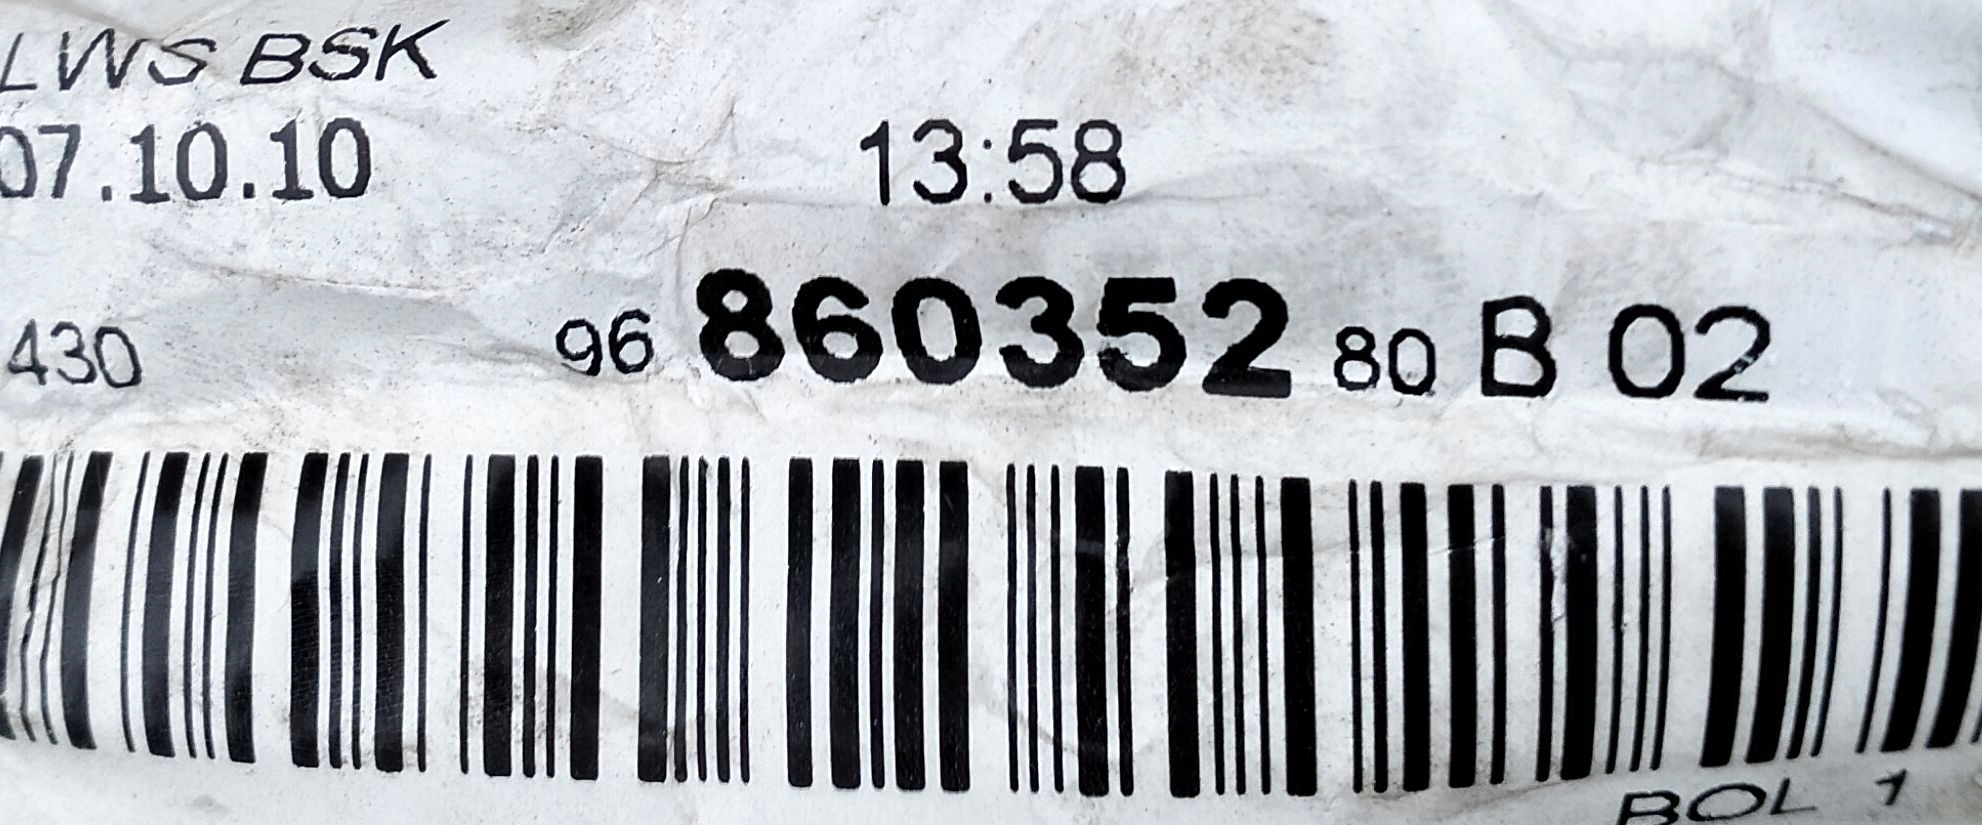 LWS BSK
07.10.10 13:58
430 96 860352 80 B 02
BOL 1